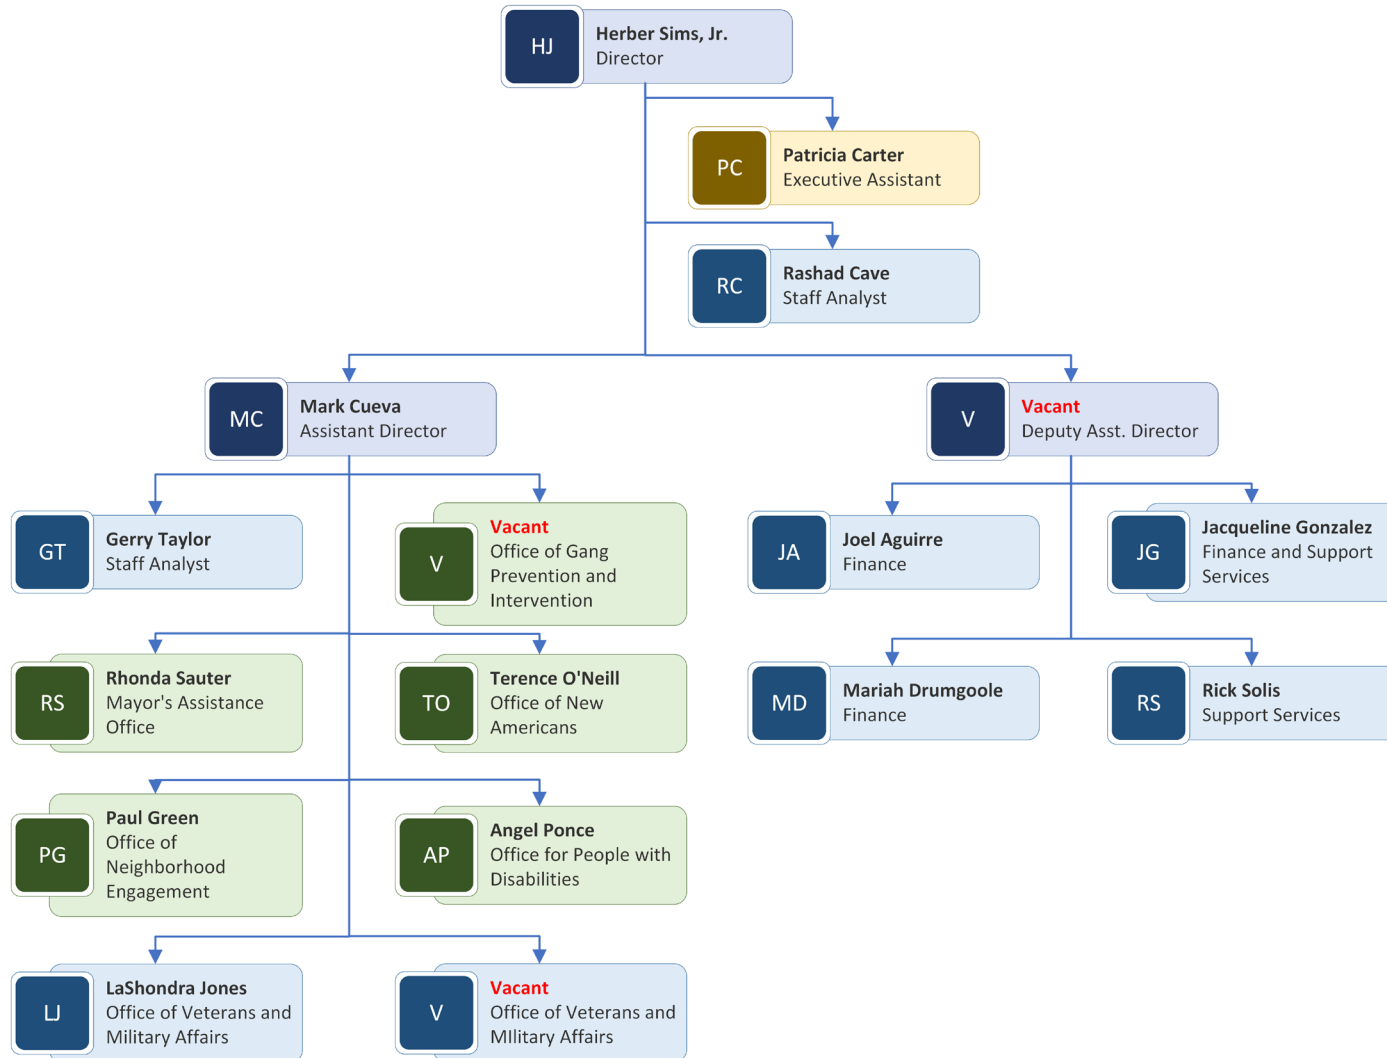 HJ
Herber Sims, Jr.
Director
PC
Patricia Carter
Executive Assistant
RC
Rashad Cave
Staff Analyst
MC
Mark Cueva
Assistant Director
V
Vacant
Deputy Asst. Director
GT
Gerry Taylor
Staff Analyst
V
Vacant
Office of Gang
Prevention and
Intervention
JA
Joel Aguirre
Finance
JG
Jacqueline Gonzalez
Finance and Support
Services
RS
Rhonda Sauter
Mayor's Assistance
Office
TO
Terence O'Neill
Office of New
Americans
MD
Mariah Drumgoole
Finance
RS
Rick Solis
Support Services
PG
Paul Green
Office of
Neighborhood
Engagement
AP
Angel Ponce
Office for People with
Disabilities
LJ
LaShondra Jones
Office of Veterans and
Military Affairs
V
Vacant
Office of Veterans and
MIlitary Affairs